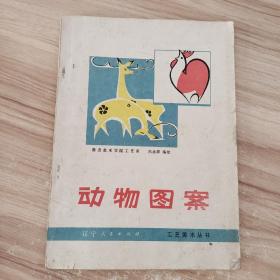 鲁迅美术学院工艺系 编绘
动物图案
辽宁人民出版社
工艺美术丛书